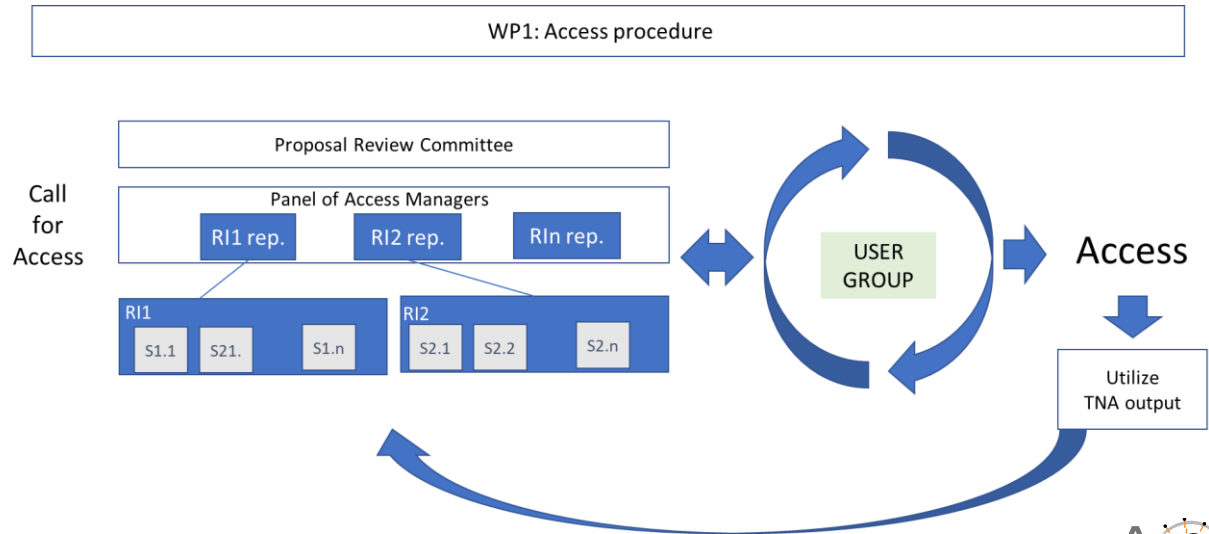 WP1: Access procedure
Proposal Review Committee
Call
for
Access
Panel of Access Managers
RI1 rep.
RI2 rep.
RIn rep.
RI1
S1.1
S21.
S1.n
RI2
S2.1
S2.2
S2.n
USER
GROUP
Access
Utilize
TNA output